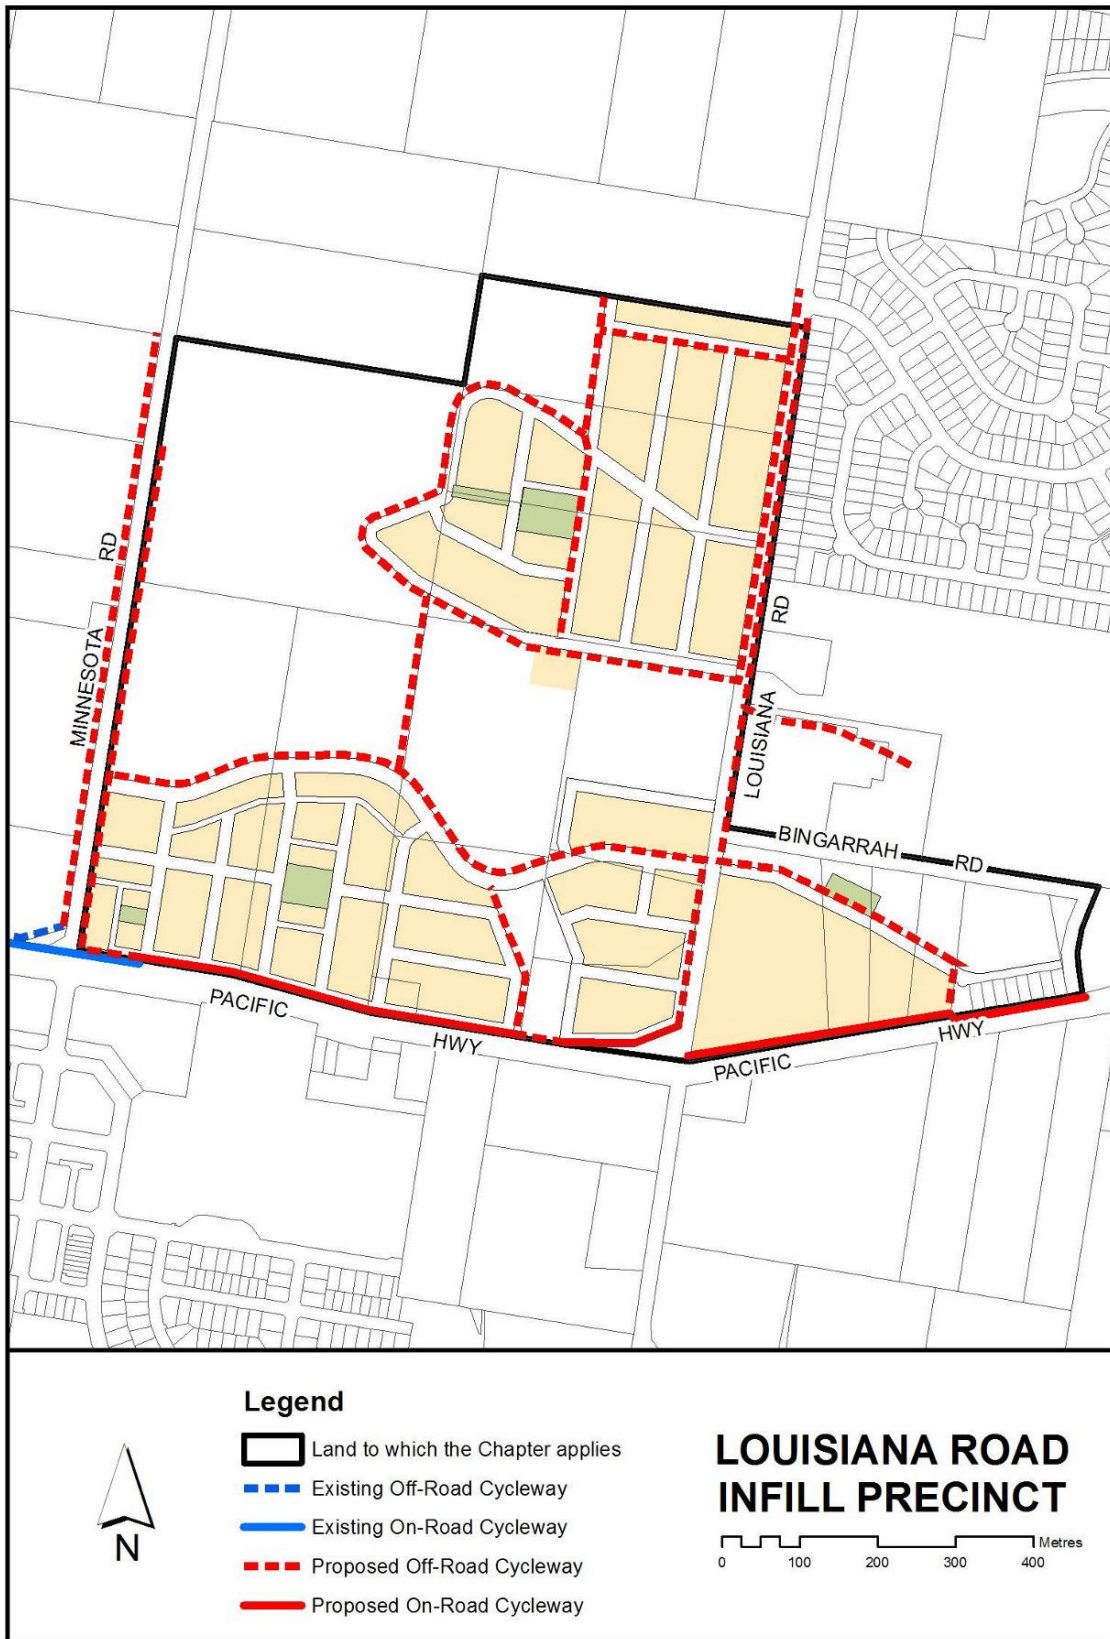 RD
RD
MINNESOTA
LOUISIANA
BINGARRAH
RD
PACIFIC
HWY
PACIFIC
HWY
Legend
Land to which the Chapter applies
Existing Off-Road Cycleway
Existing On-Road Cycleway
Proposed Off-Road Cycleway
Proposed On-Road Cycleway
N
LOUISIANA ROAD
INFILL PRECINCT
Metres
0 100 200 300 400